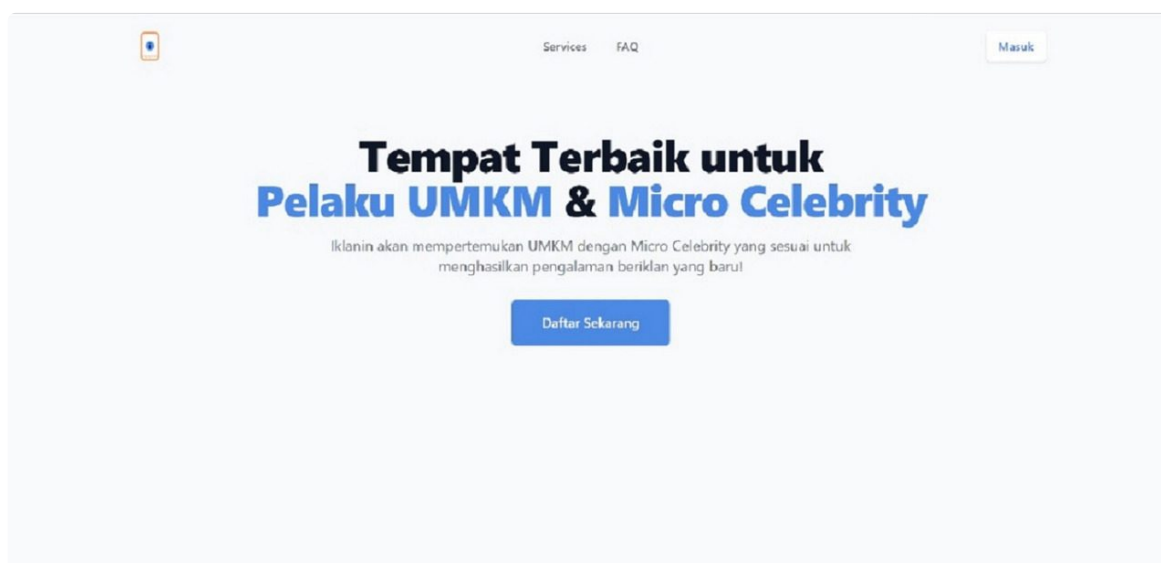 Services FAQ Masuk
Tempat Terbaik untuk
Pelaku UMKM & Micro Celebrity
Iklanin akan mempertemukan UMKM dengan Micro Celebrity yang sesuai untuk
menghasilkan pengalaman beriklan yang baru!
Daftar Sekarang